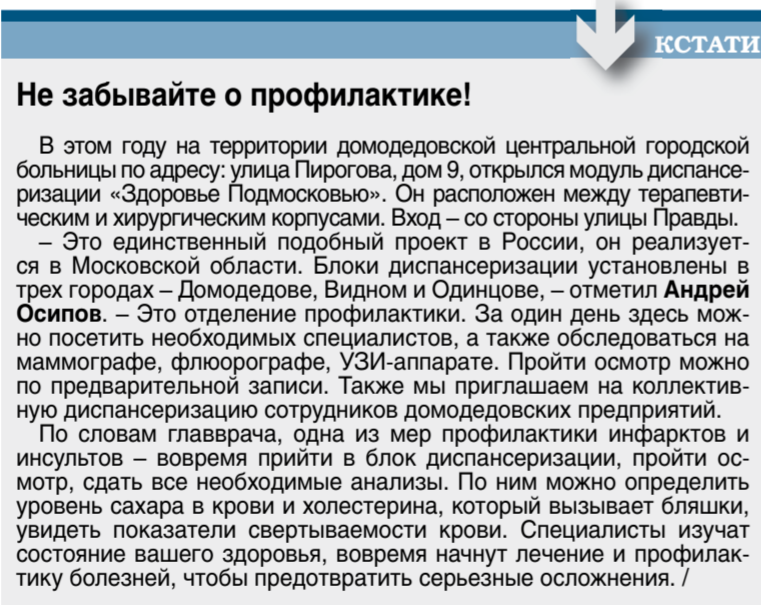 КСТАТИ
Не забывайте о профилактике!
В этом году на территории домодедовской центральной городской
больницы по адресу: улица Пирогова, дом 9, открылся модуль диспансе-
ризации «Здоровье Подмосковью». Он расположен между терапевти-
ческим и хирургическим корпусами. Вход – со стороны улицы Правды.
– Это единственный подобный проект в России, он реализует-
ся в Московской области. Блоки диспансеризации установлены в
трех городах – Домодедове, Видном и Одинцове, – отметил Андрей
Осипов. – Это отделение профилактики. За один день здесь мож-
но посетить необходимых специалистов, а также обследоваться на
маммографе, флюорографе, УЗИ-аппарате. Пройти осмотр можно
по предварительной записи. Также мы приглашаем на коллектив-
ную диспансеризацию сотрудников домодедовских предприятий.
По словам главврача, одна из мер профилактики инфарктов и
инсультов – вовремя прийти в блок диспансеризации, пройти ос-
мотр, сдать все необходимые анализы. По ним можно определить
уровень сахара в крови и холестерина, который вызывает бляшки,
увидеть показатели свертываемости крови. Специалисты изучат
состояние вашего здоровья, вовремя начнут лечение и профилак-
тику болезней, чтобы предотвратить серьезные осложнения. /